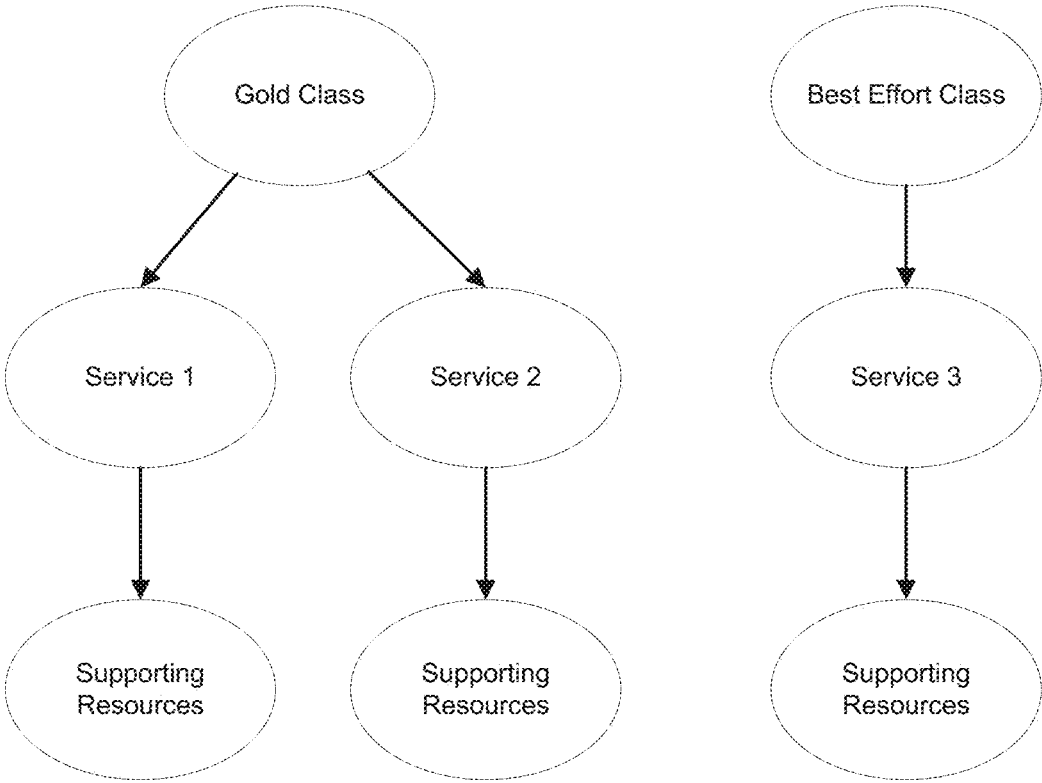 Gold Class
Best Effort Class
Service 1
Service 2
Service 3
Supporting
Resources
Supporting
Resources
Supporting
Resources